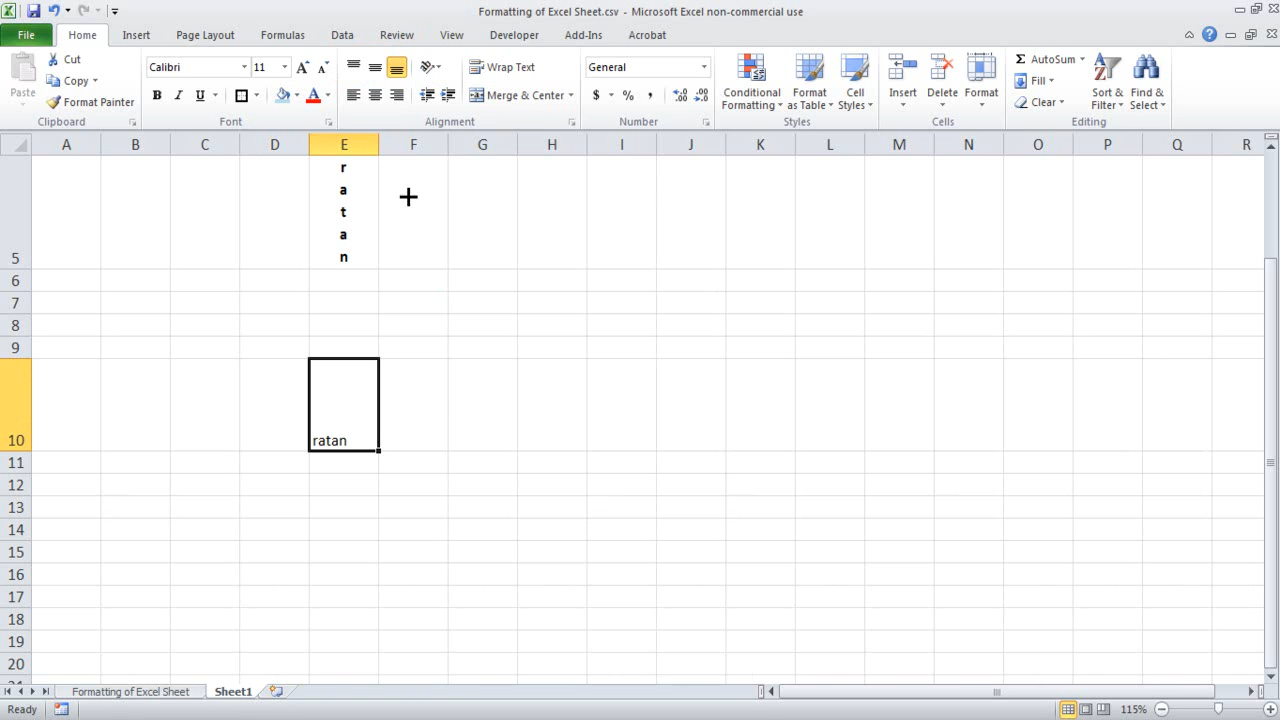 Formatting of Excel Sheet.csv - Microsoft Excel non-commercial use
File Home Insert Page Layout Formulas Data Review View Developer Add-Ins Acrobat
Paste
Cut
Copy
Format Painter
Clipboard
Calibri 11
B I U A
Font
Wrap Text
Merge & Center
Alignment
General
$ % ,
Number
Conditional Formatting
Format as Table
Cell Styles
Styles
Insert Delete Format
Cells
Σ AutoSum
Fill
Clear
Sort & Filter
Find & Select
Editing
A B C D E F G H I J K L M N O P Q R
r
a
t
a
5 n
6
7
8
9
10 ratan
11
12
13
14
15
16
17
18
19
20
Formatting of Excel Sheet Sheet1
Ready 115%